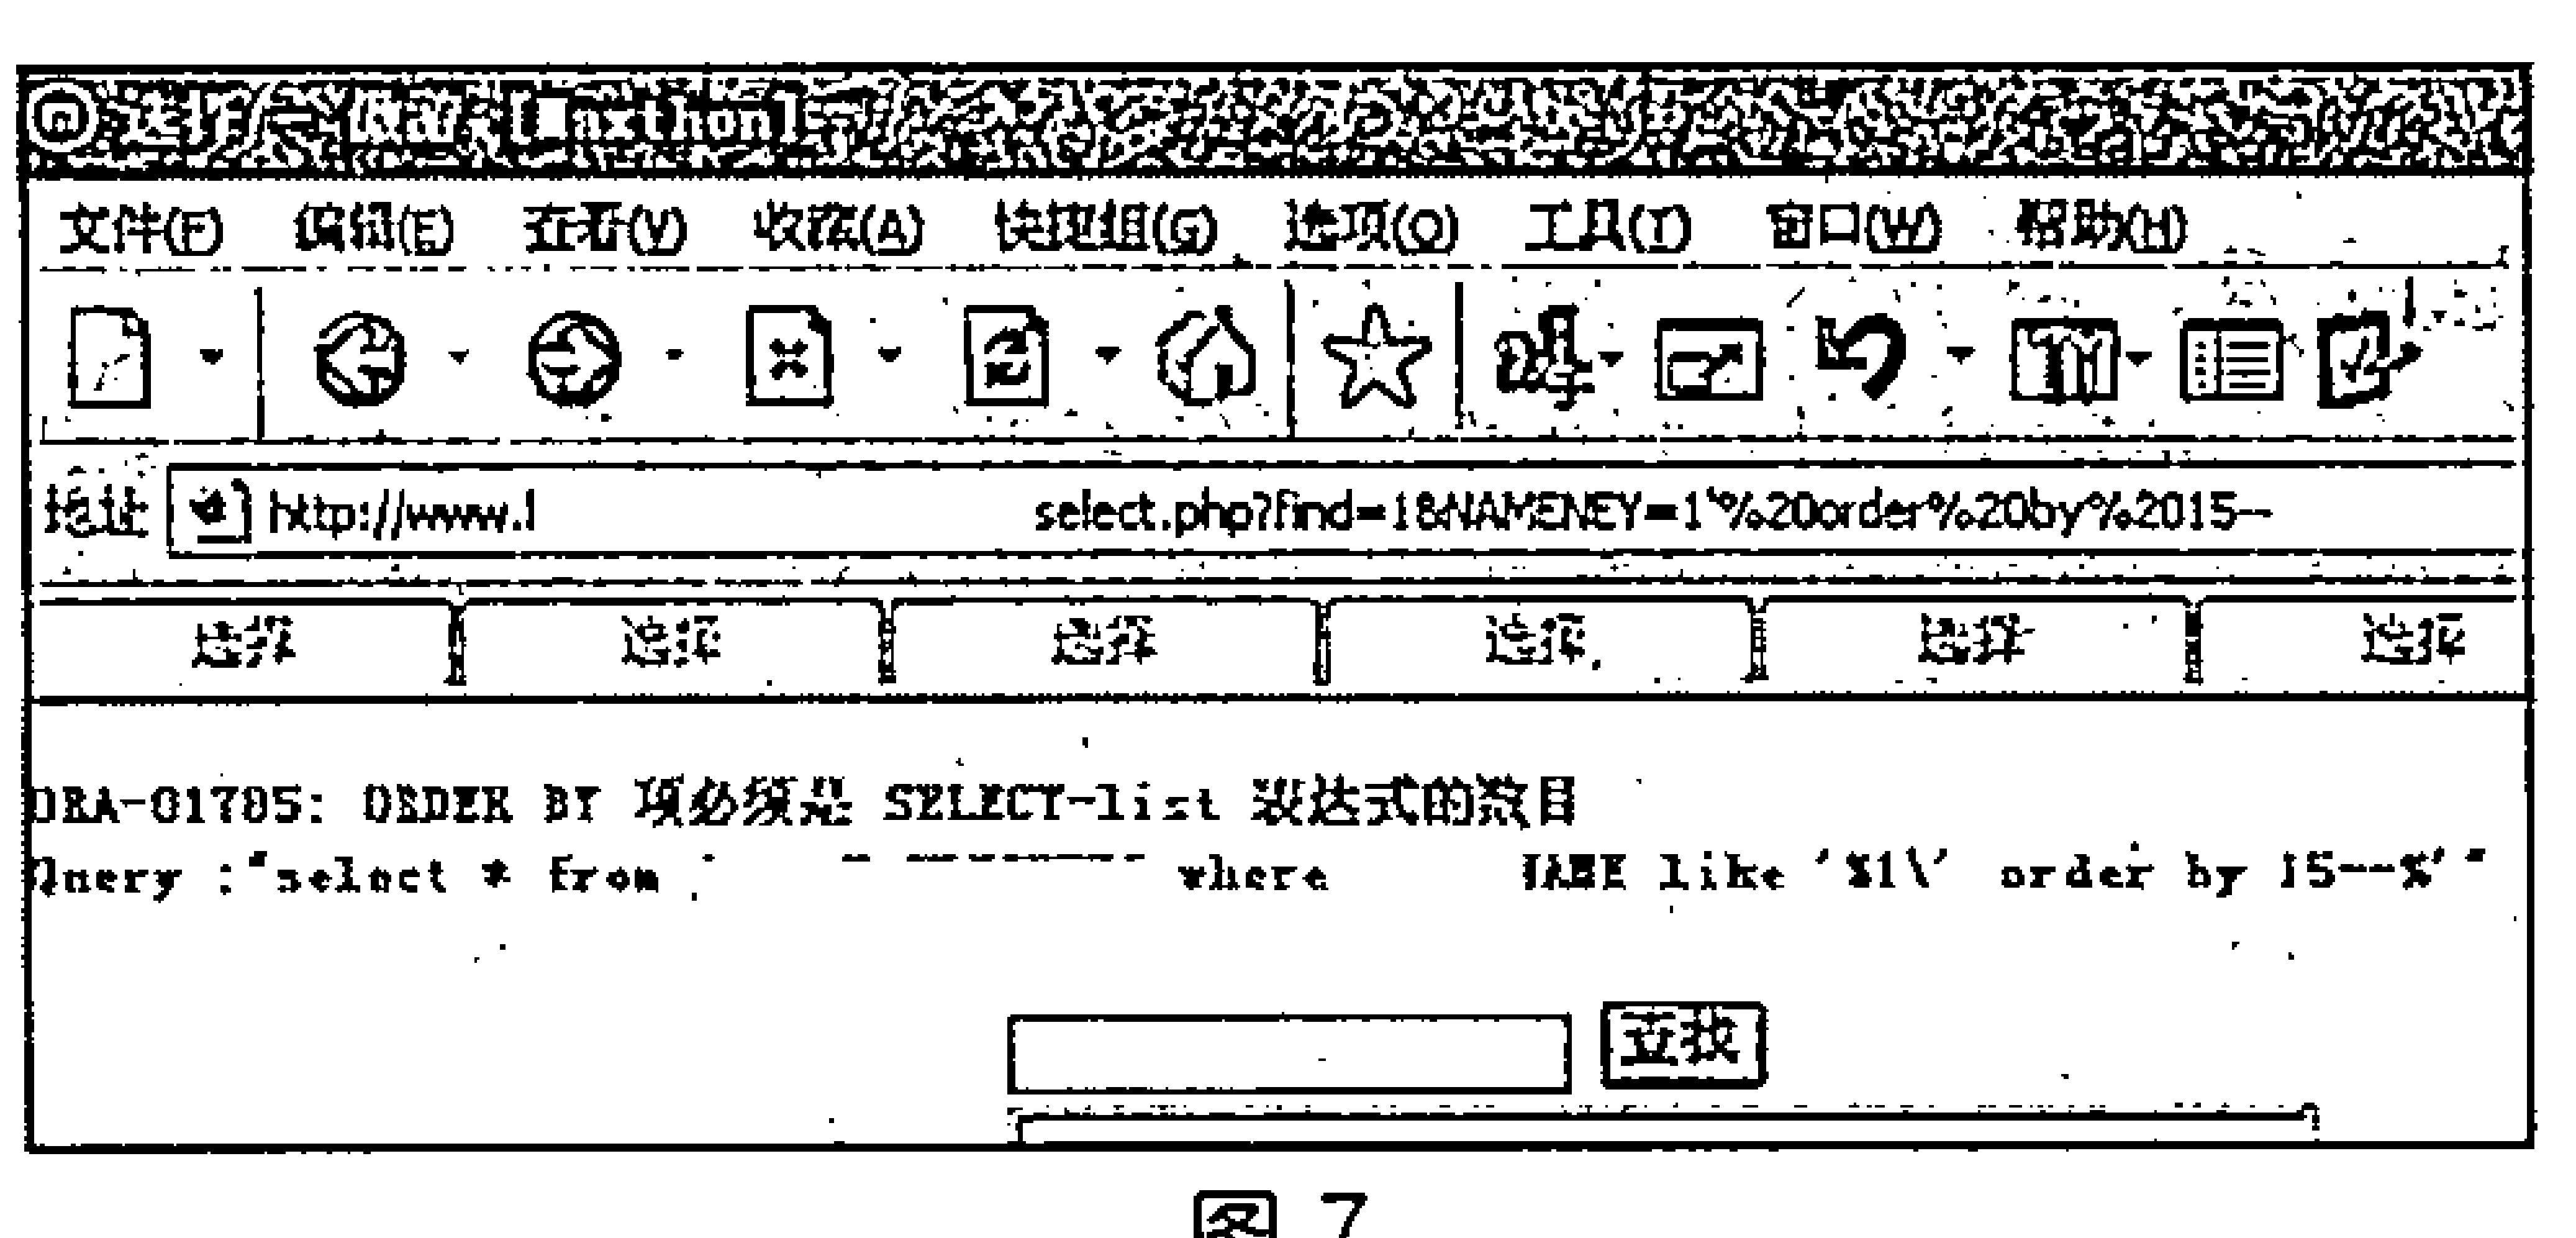 文件(F) 编辑(E) 查看(V) 收藏(A) 快捷组(G) 选项(O) 工具(T) 窗口(W) 帮助(H)
地址 http://www.l select.php?find=1&NAMENEY=1'%20order%20by%2015--
选择 选择 选择 选择 选择 选择
ORA-01785: ORDER BY 项必须是 SELECT-list 表达式的数目
Query :"select * from where NAME like '%1\' order by 15--%'"
查找
图 7